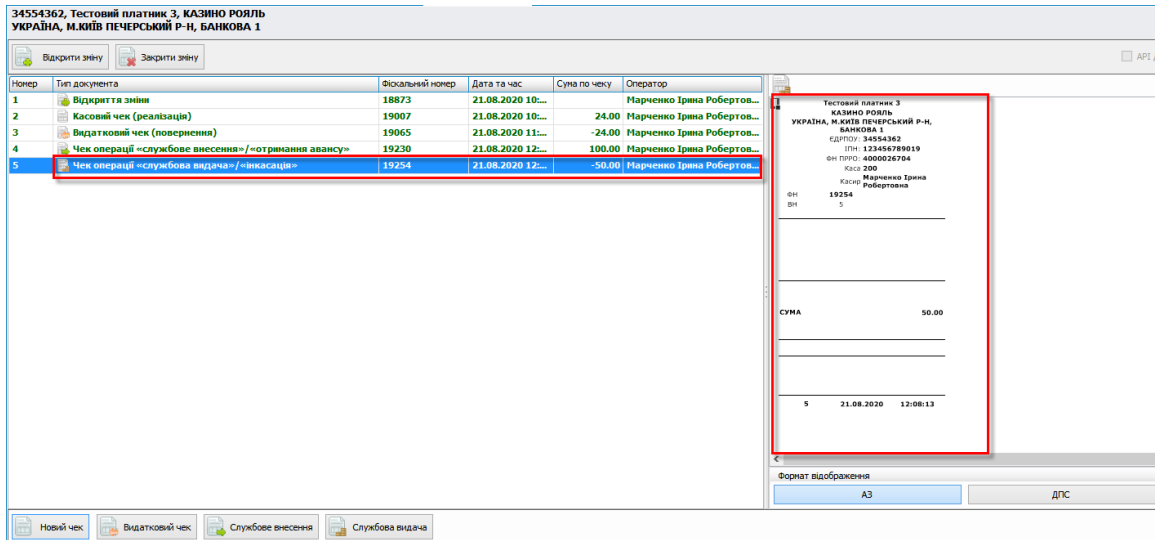 34554362, Тестовий платник 3, КАЗИНО РОЯЛЬ
УКРАЇНА, М.КИЇВ ПЕЧЕРСЬКИЙ Р-Н, БАНКОВА 1
Відкрити зміну Закрити зміну API
Номер Тип документа Фіскальний номер Дата та час Сума по чеку Оператор
1 Відкриття зміни 18873 21.08.2020 10:... Марченко Ірина Робертов...
2 Касовий чек (реалізація) 19007 21.08.2020 10:... 24.00 Марченко Ірина Робертов...
3 Видатковий чек (повернення) 19065 21.08.2020 11:... -24.00 Марченко Ірина Робертов...
4 Чек операції «службове внесення»/«отримання авансу» 19230 21.08.2020 12:... 100.00 Марченко Ірина Робертов...
5 Чек операції «службова видача»/«інкасація» 19254 21.08.2020 12:... -50.00 Марченко Ірина Робертов...
Тестовий платник 3
КАЗИНО РОЯЛЬ
УКРАЇНА, М.КИЇВ ПЕЧЕРСЬКИЙ Р-Н,
БАНКОВА 1
ЄДРПОУ: 34554362
ІПН: 123456789019
ФН ПРРО: 4000026704
Каса 200
Касир Марченко Ірина
Робертовна
ФН 19254
ВН 5
СУМА 50.00
5 21.08.2020 12:08:13
Формат відображення
АЗ ДПС
Новий чек Видатковий чек Службове внесення Службова видача